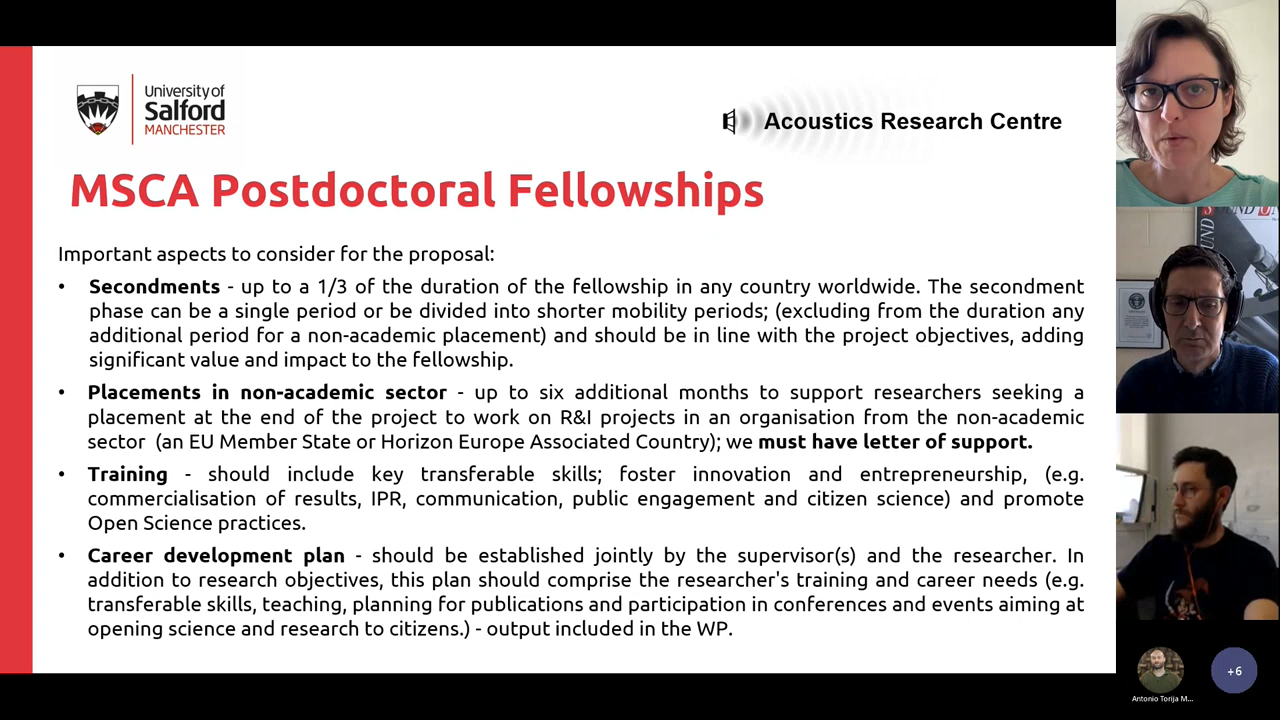 University of
Salford
MANCHESTER
Acoustics Research Centre
MSCA Postdoctoral Fellowships
Important aspects to consider for the proposal:
• Secondments - up to a 1/3 of the duration of the fellowship in any country worldwide. The secondment
phase can be a single period or be divided into shorter mobility periods; (excluding from the duration any
additional period for a non-academic placement) and should be in line with the project objectives, adding
significant value and impact to the fellowship.
• Placements in non-academic sector - up to six additional months to support researchers seeking a
placement at the end of the project to work on R&I projects in an organisation from the non-academic
sector (an EU Member State or Horizon Europe Associated Country); we must have letter of support.
• Training - should include key transferable skills; foster innovation and entrepreneurship, (e.g.
commercialisation of results, IPR, communication, public engagement and citizen science) and promote
Open Science practices.
• Career development plan - should be established jointly by the supervisor(s) and the researcher. In
addition to research objectives, this plan should comprise the researcher's training and career needs (e.g.
transferable skills, teaching, planning for publications and participation in conferences and events aiming at
opening science and research to citizens.) - output included in the WP.
SOUND
Antonio Torija M...
+6